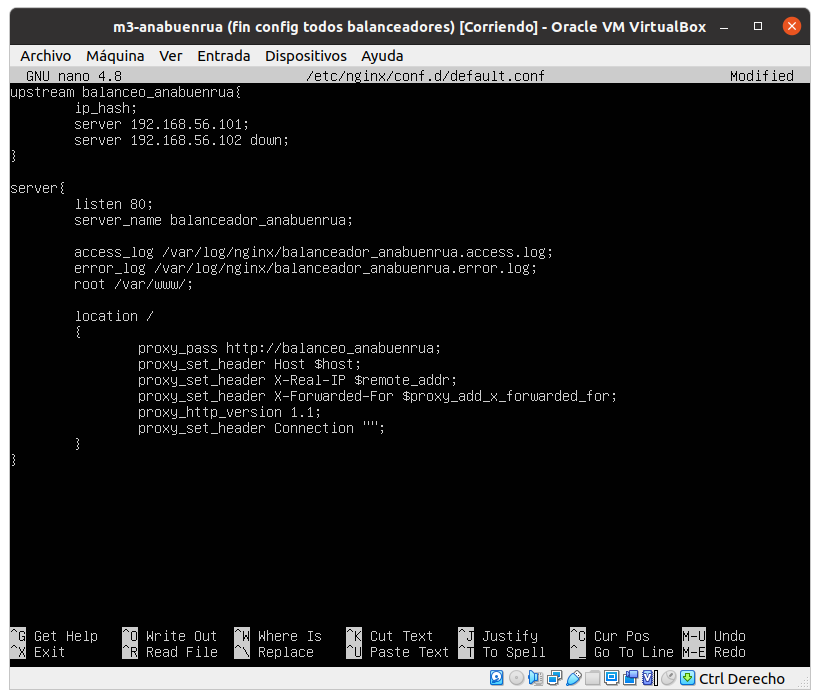 m3-anabuenrua (fin config todos balanceadores) [Corriendo] - Oracle VM VirtualBox
Archivo Máquina Ver Entrada Dispositivos Ayuda
GNU nano 4.8 /etc/nginx/conf.d/default.conf Modified
upstream balanceo_anabuenrua{
        ip_hash;
        server 192.168.56.101;
        server 192.168.56.102 down;
}

server{
        listen 80;
        server_name balanceador_anabuenrua;

        access_log /var/log/nginx/balanceador_anabuenrua.access.log;
        error_log /var/log/nginx/balanceador_anabuenrua.error.log;
        root /var/www/;

        location /
        {
                proxy_pass http://balanceo_anabuenrua;
                proxy_set_header Host $host;
                proxy_set_header X-Real-IP $remote_addr;
                proxy_set_header X-Forwarded-For $proxy_add_x_forwarded_for;
                proxy_http_version 1.1;
                proxy_set_header Connection "";
        }
}
^G Get Help ^O Write Out ^W Where Is ^K Cut Text ^J Justify ^C Cur Pos M-U Undo
^X Exit ^R Read File ^\ Replace ^U Paste Text ^T To Spell ^_ Go To Line M-E Redo
Ctrl Derecho